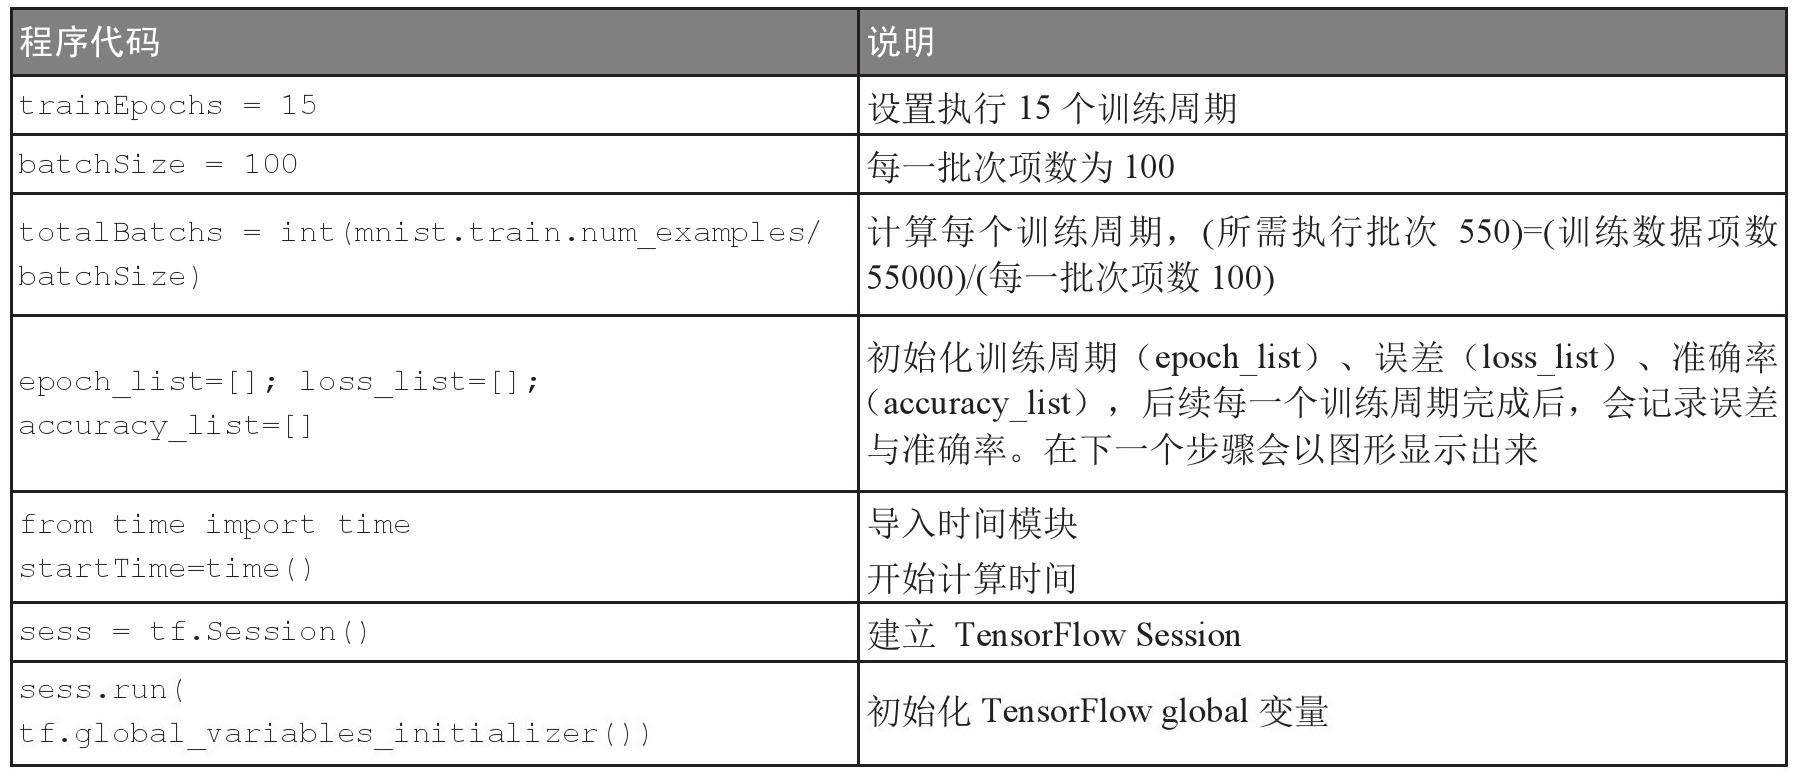 程序代码
说明
trainEpochs = 15
设置执行 15 个训练周期
batchSize = 100
每一批次项数为 100
totalBatchs = int(mnist.train.num_examples/
batchSize)
计算每个训练周期，(所需执行批次 550)=(训练数据项数
55000)/(每一批次项数 100)
epoch_list=[]; loss_list=[];
accuracy_list=[]
初始化训练周期（epoch_list）、误差（loss_list）、准确率
（accuracy_list），后续每一个训练周期完成后，会记录误差
与准确率。在下一个步骤会以图形显示出来
from time import time
startTime=time()
导入时间模块
开始计算时间
sess = tf.Session()
建立 TensorFlow Session
sess.run(
tf.global_variables_initializer())
初始化 TensorFlow global 变量